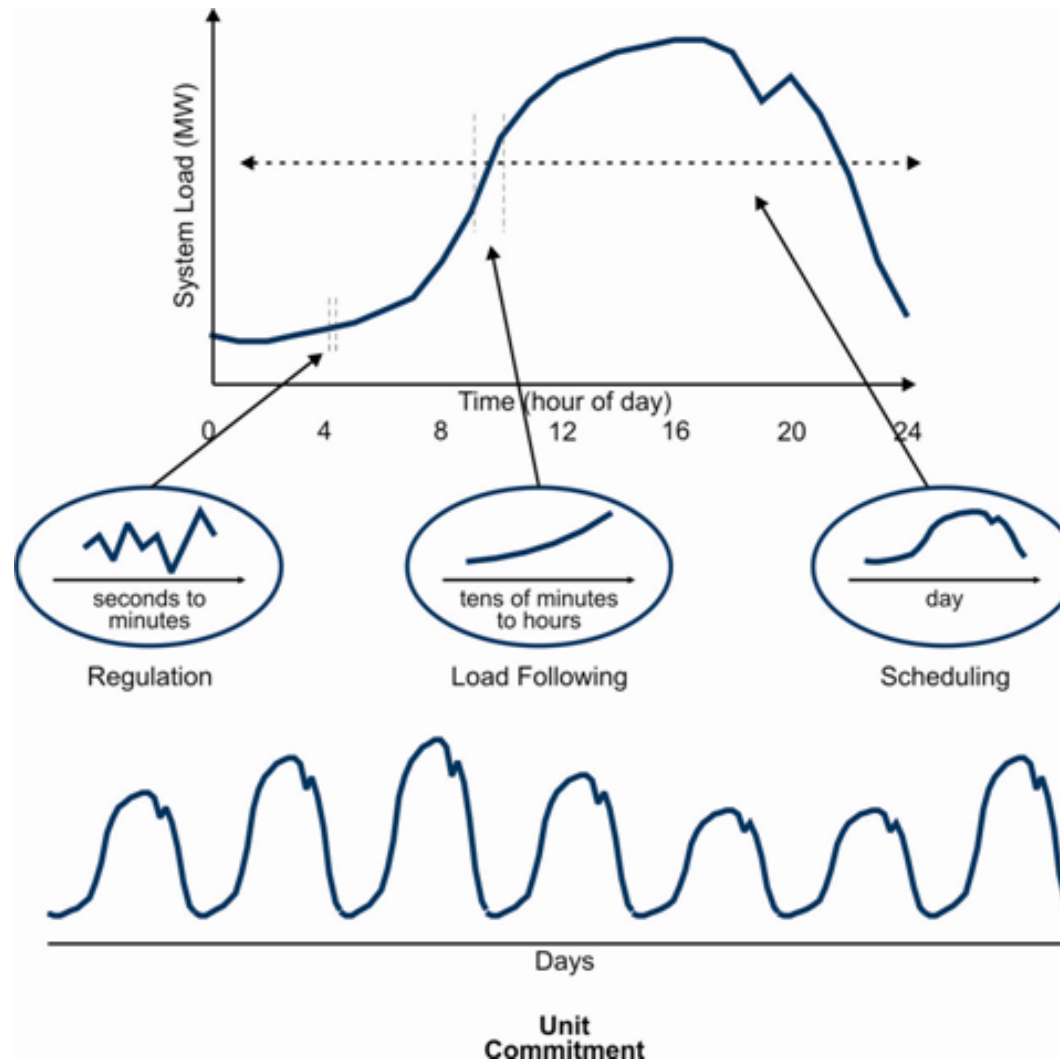 System Load (MW)
Time (hour of day)
0 4 8 12 16 20 24
seconds to
minutes
Regulation
tens of minutes
to hours
Load Following
day
Scheduling
Days
Unit
Commitment